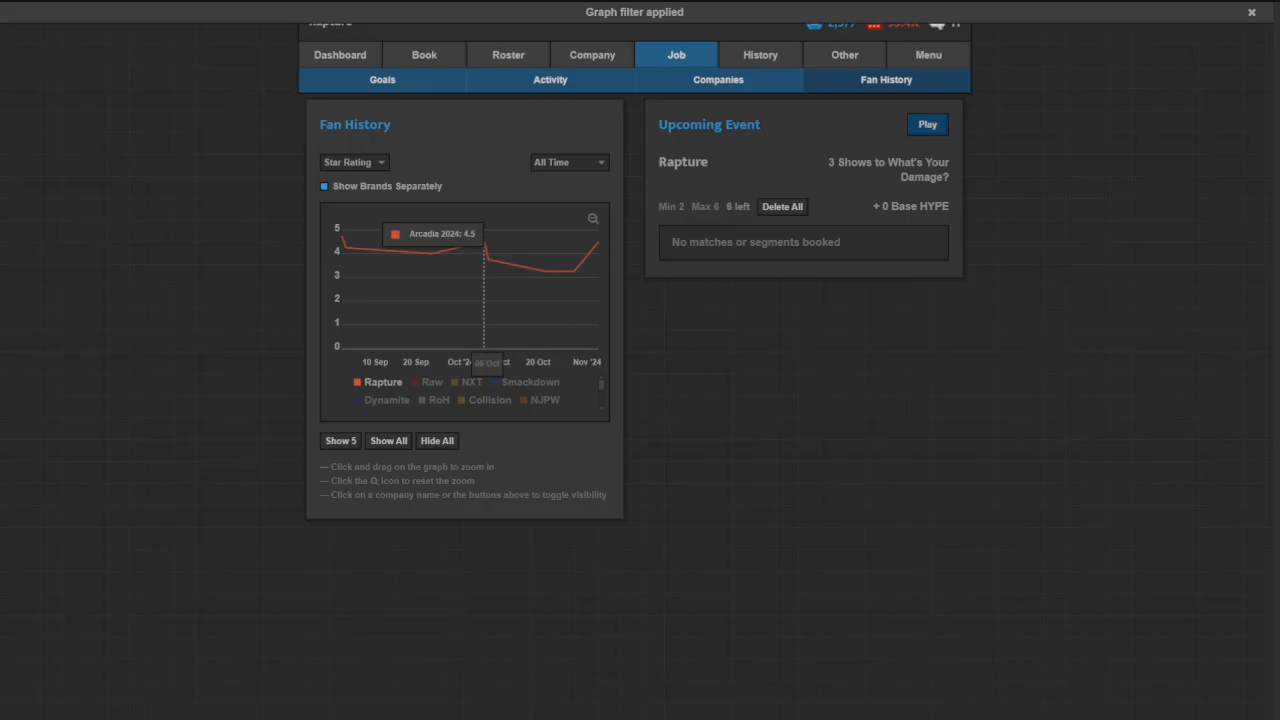 Graph filter applied
Rapture
Dashboard Book Roster Company Job History Other Menu
Goals Activity Companies Fan History
Fan History
Star Rating All Time
Show Brands Separately
Arcadia 2024: 4.5
5
4
3
2
1
0
10 Sep 20 Sep 06 Oct 20 Oct Nov '24
Rapture Raw NXT Smackdown
Dynamite RoH Collision NJPW
Show 5 Show All Hide All
— Click and drag on the graph to zoom in
— Click the icon to reset the zoom
— Click on a company name or the buttons above to toggle visibility
Upcoming Event Play
Rapture 3 Shows to What's Your
Damage?
Min 2 Max 6 6 left Delete All + 0 Base HYPE
No matches or segments booked